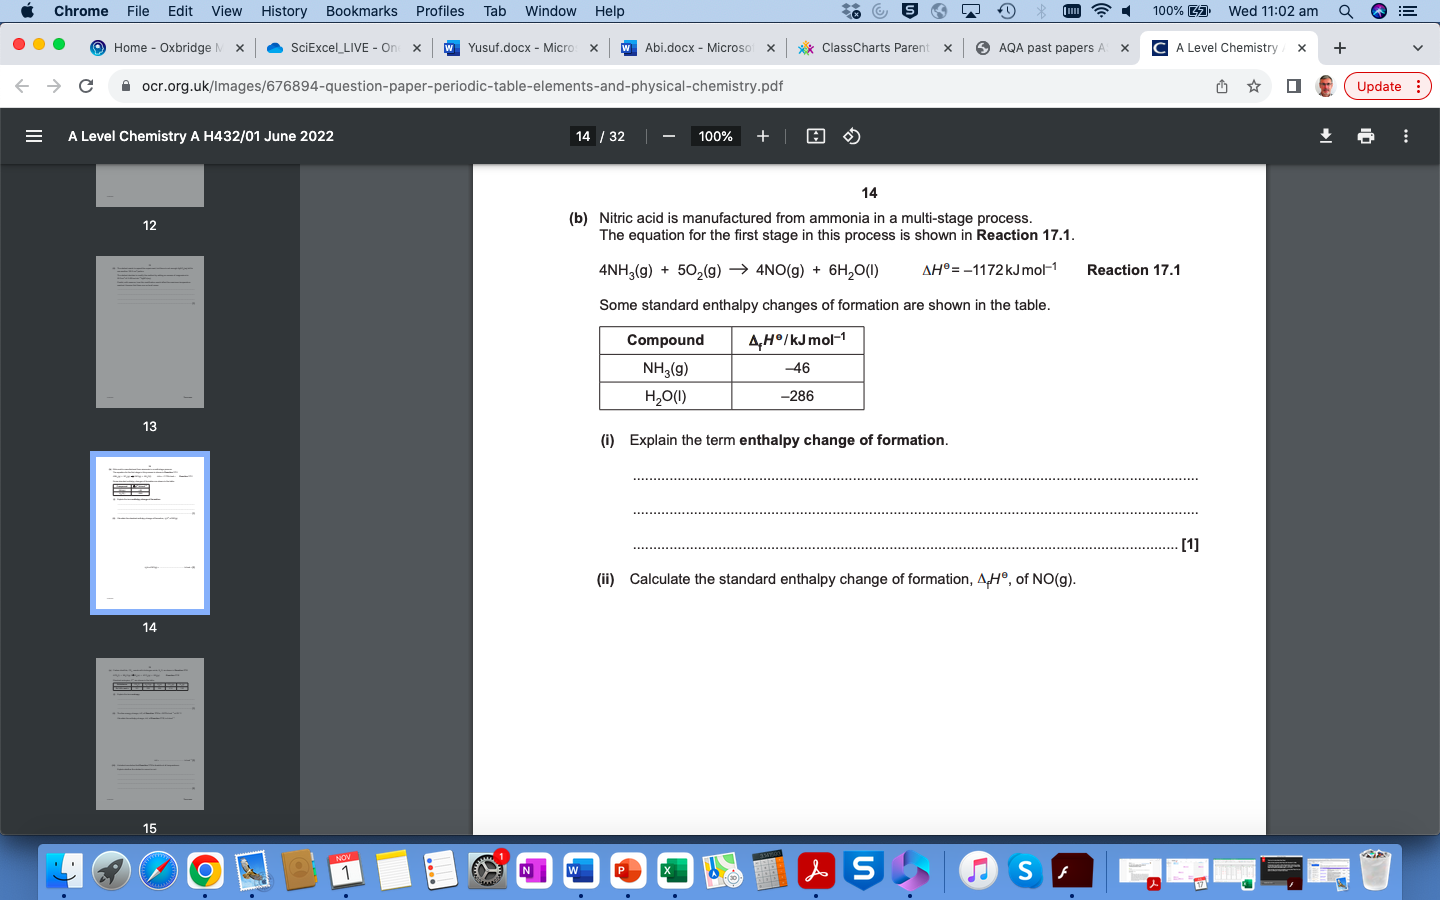 Chrome File Edit View History Bookmarks Profiles Tab Window Help 100% Wed 11:02 am
Home - Oxbridge M SciExcel_LIVE - On Yusuf.docx - Micro Abi.docx - Microso ClassCharts Parent AQA past papers A A Level Chemistry
ocr.org.uk/Images/676894-question-paper-periodic-table-elements-and-physical-chemistry.pdf Update
A Level Chemistry A H432/01 June 2022 14 / 32 — 100% +
12
13
14
15
14
(b) Nitric acid is manufactured from ammonia in a multi-stage process.
The equation for the first stage in this process is shown in Reaction 17.1.
4NH₃(g) + 5O₂(g) → 4NO(g) + 6H₂O(l) ΔH⊖ = –1172 kJ mol⁻¹ Reaction 17.1
Some standard enthalpy changes of formation are shown in the table.
Compound Δ_fH⊖ / kJ mol⁻¹
NH₃(g) –46
H₂O(l) –286
(i) Explain the term enthalpy change of formation.
[1]
(ii) Calculate the standard enthalpy change of formation, Δ_fH⊖, of NO(g).
NOV
1
1
17